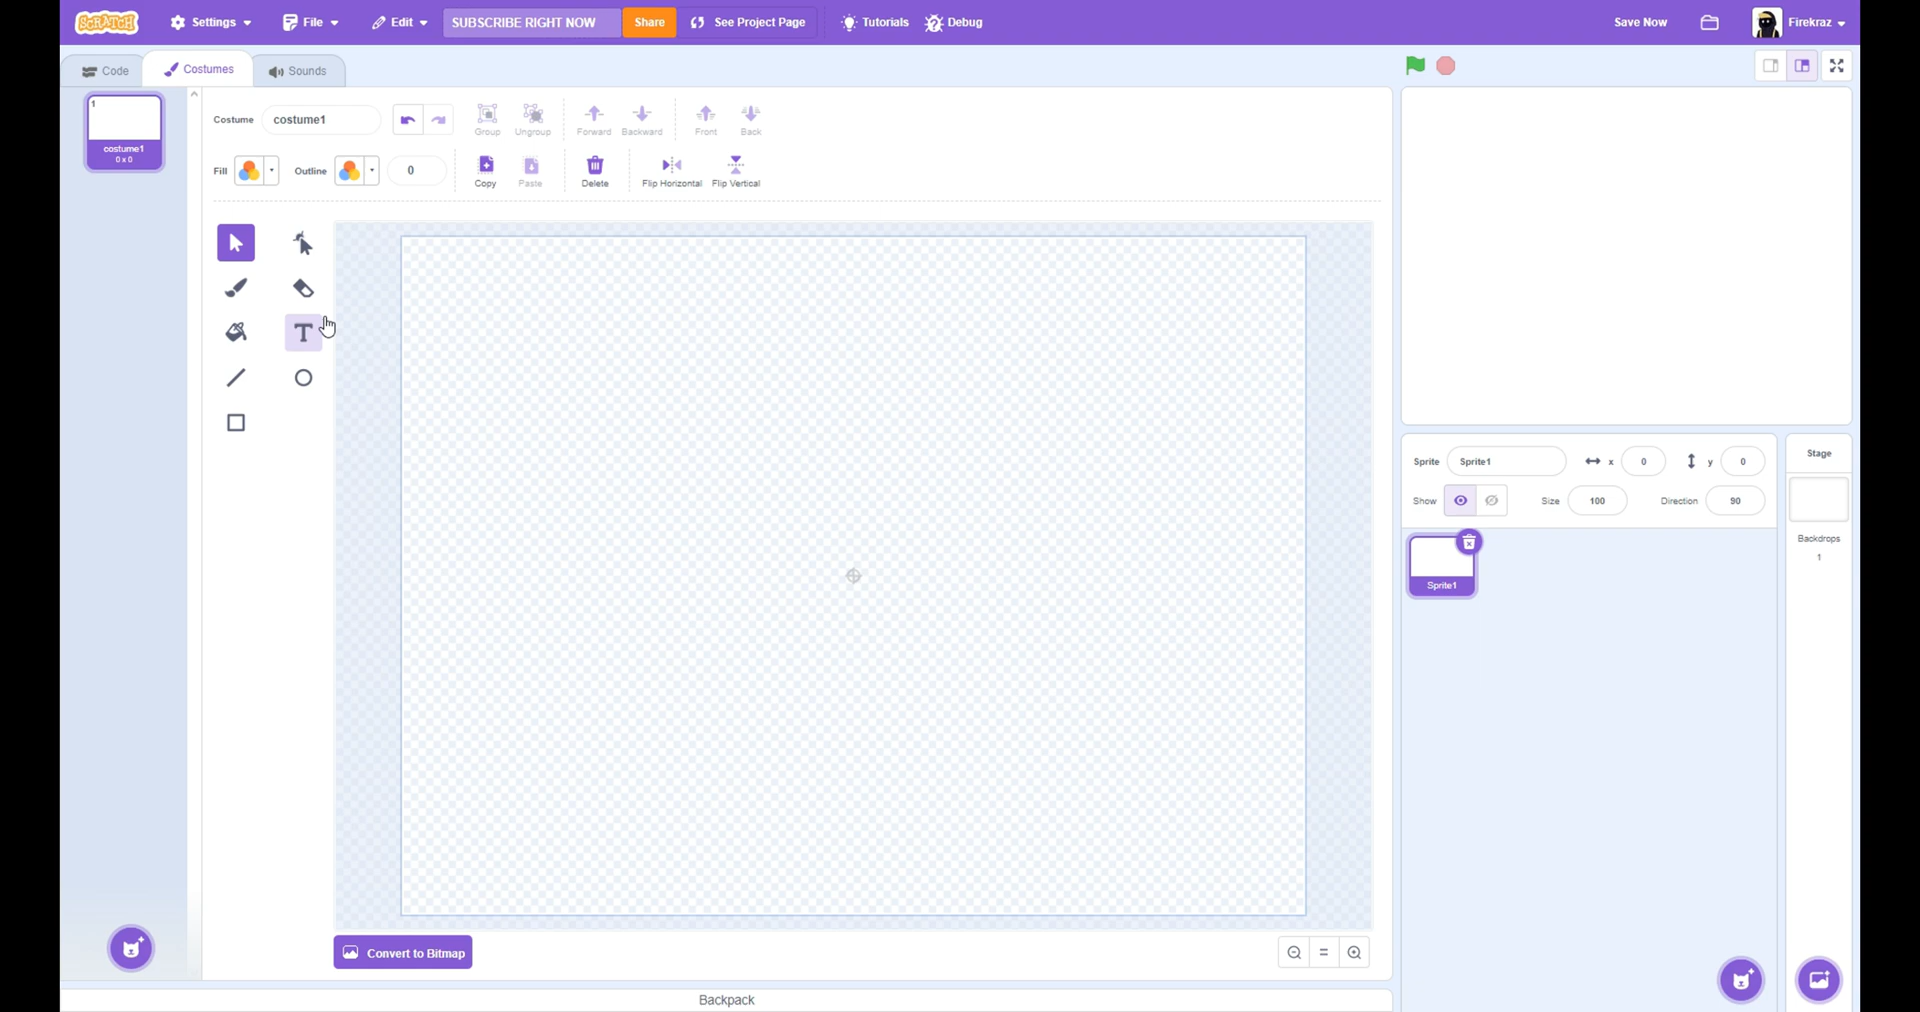 SCRATCH Settings File Edit SUBSCRIBE RIGHT NOW Share See Project Page Tutorials Debug Save Now Firekraz
Code Costumes Sounds
1
costume1
0 x 0
Costume costume1 Group Ungroup Forward Backward Front Back
Fill Outline 0 Copy Paste Delete Flip Horizontal Flip Vertical
T
Convert to Bitmap
Backpack
Sprite Sprite1 x 0 y 0
Show Size 100 Direction 90
Sprite1
Stage
Backdrops
1